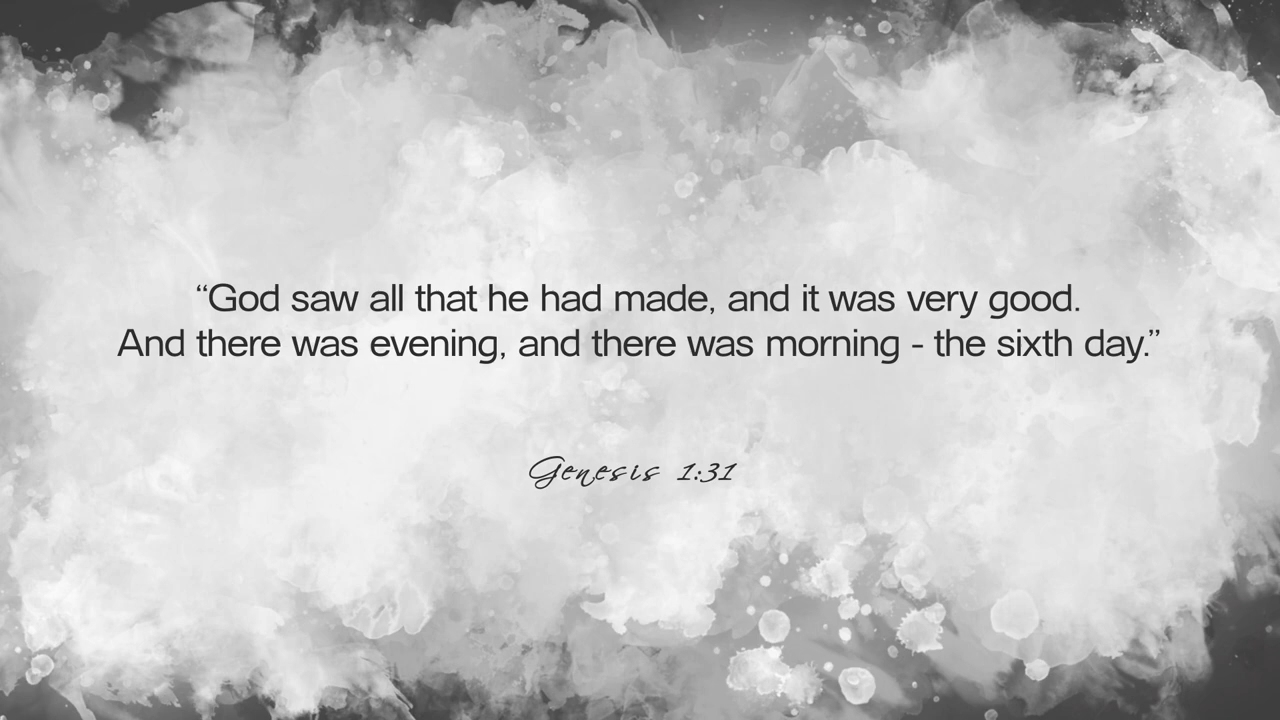 “God saw all that he had made, and it was very good.
And there was evening, and there was morning - the sixth day.”
Genesis 1:31